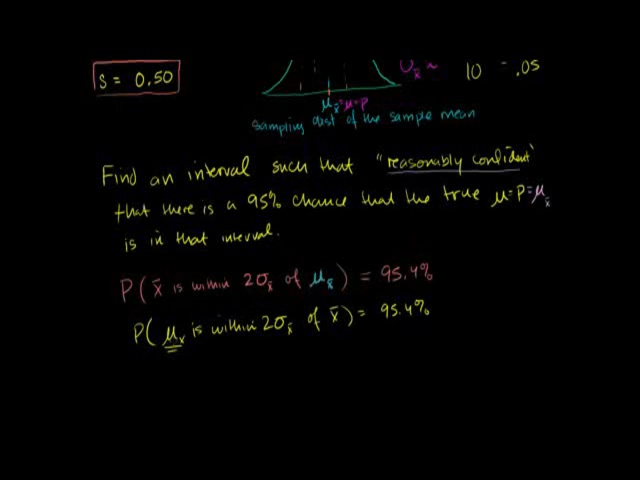 S = 0.50
σx̄ ≈ 10 = .05
μx̄=μ=p
sampling dist of the sample mean
Find an interval such that "reasonably confident"
that there is a 95% chance that the true μ=p=μx̄
is in that interval.
P( x̄ is within 2σx̄ of μx̄ ) = 95.4%
P( μx̄ is within 2σx̄ of x̄ ) = 95.4%